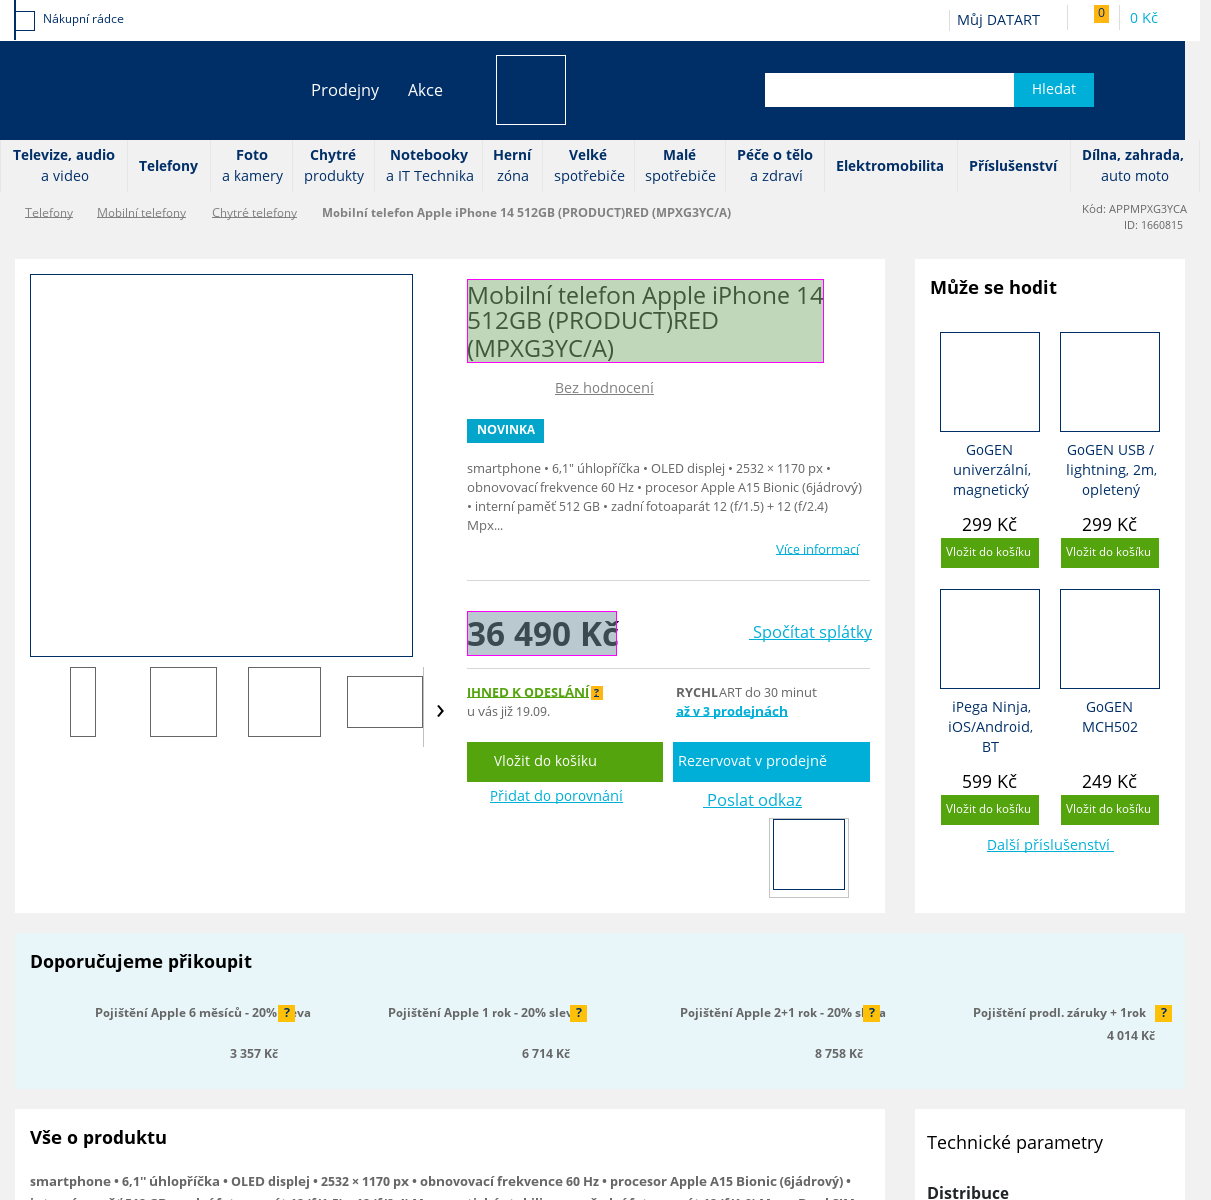 Nákupní rádce
Můj DATART
0
0 Kč
Prodejny
Akce
Hledat
Televize, audio
a video
Telefony
Foto
a kamery
Chytré
produkty
Notebooky
a IT Technika
Herní
zóna
Velké
spotřebiče
Malé
spotřebiče
Péče o tělo
a zdraví
Elektromobilita
Příslušenství
Dílna, zahrada,
auto moto
Telefony
Mobilní telefony
Chytré telefony
Mobilní telefon Apple iPhone 14 512GB (PRODUCT)RED (MPXG3YC/A)
Kód: APPMPXG3YCA
ID: 1660815
Mobilní telefon Apple iPhone 14
512GB (PRODUCT)RED
(MPXG3YC/A)
Bez hodnocení
NOVINKA
smartphone • 6,1" úhlopříčka • OLED displej • 2532 × 1170 px •
obnovovací frekvence 60 Hz • procesor Apple A15 Bionic (6jádrový)
• interní paměť 512 GB • zadní fotoaparát 12 (f/1.5) + 12 (f/2.4)
Mpx...
Více informací
36 490 Kč
Spočítat splátky
IHNED K ODESLÁNÍ ?
u vás již 19.09.
RYCHLART do 30 minut
až v 3 prodejnách
Vložit do košíku
Rezervovat v prodejně
Přidat do porovnání
Poslat odkaz
Může se hodit
GoGEN
univerzální,
magnetický
299 Kč
Vložit do košíku
GoGEN USB /
lightning, 2m,
opletený
299 Kč
Vložit do košíku
iPega Ninja,
iOS/Android,
BT
599 Kč
Vložit do košíku
GoGEN
MCH502
249 Kč
Vložit do košíku
Další příslušenství
Doporučujeme přikoupit
Pojištění Apple 6 měsíců - 20% ?
3 357 Kč
Pojištění Apple 1 rok - 20% ?
6 714 Kč
Pojištění Apple 2+1 rok - 20% ?
8 758 Kč
Pojištění prodl. záruky + 1rok ?
4 014 Kč
Vše o produktu
smartphone • 6,1" úhlopříčka • OLED displej • 2532 × 1170 px • obnovovací frekvence 60 Hz • procesor Apple A15 Bionic (6jádrový) •
Technické parametry
Distribuce